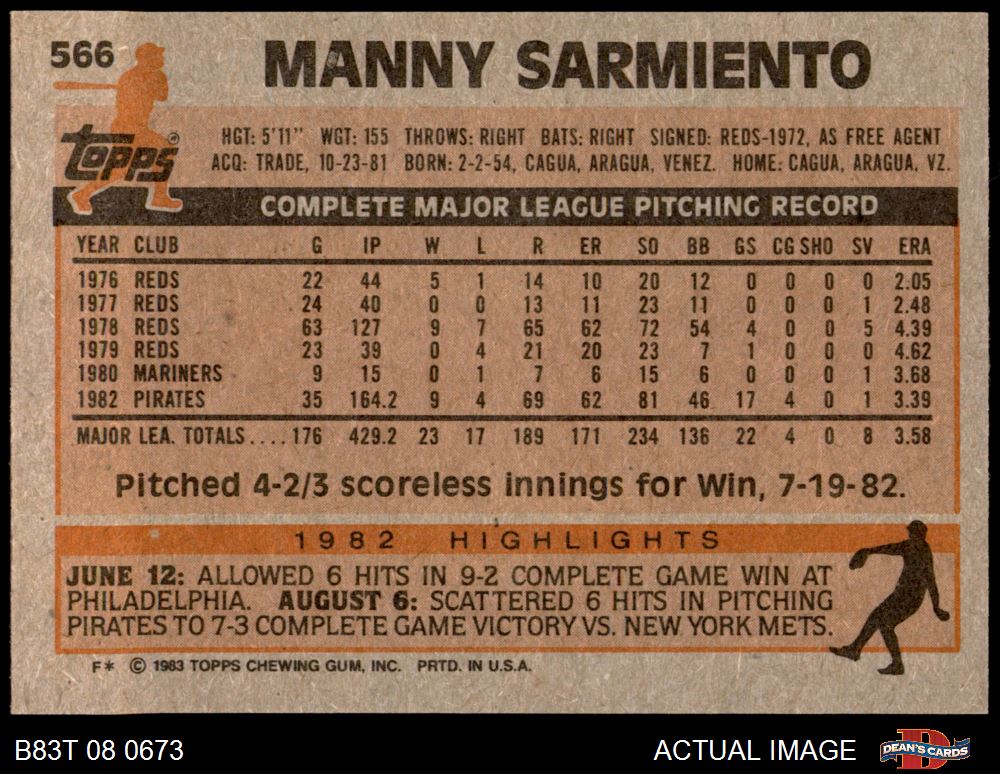 566
MANNY SARMIENTO
topps®
HGT: 5'11" WGT: 155 THROWS: RIGHT BATS: RIGHT SIGNED: REDS-1972, AS FREE AGENT
ACQ: TRADE, 10-23-81 BORN: 2-2-54, CAGUA, ARAGUA, VENEZ. HOME: CAGUA, ARAGUA, VZ.
COMPLETE MAJOR LEAGUE PITCHING RECORD
YEAR CLUB G IP W L R ER SO BB GS CG SHO SV ERA
1976 REDS 22 44 5 1 14 10 20 12 0 0 0 0 2.05
1977 REDS 24 40 0 0 13 11 23 11 0 0 0 1 2.48
1978 REDS 63 127 9 7 65 62 72 54 4 0 0 5 4.39
1979 REDS 23 39 0 4 21 20 23 7 1 0 0 0 4.62
1980 MARINERS 9 15 0 1 7 6 15 6 0 0 0 1 3.68
1982 PIRATES 35 164.2 9 4 69 62 81 46 17 4 0 1 3.39
MAJOR LEA. TOTALS.... 176 429.2 23 17 189 171 234 136 22 4 0 8 3.58
Pitched 4-2/3 scoreless innings for Win, 7-19-82.
1982 HIGHLIGHTS
JUNE 12: ALLOWED 6 HITS IN 9-2 COMPLETE GAME WIN AT
PHILADELPHIA. AUGUST 6: SCATTERED 6 HITS IN PITCHING
PIRATES TO 7-3 COMPLETE GAME VICTORY VS. NEW YORK METS.
F* © 1983 TOPPS CHEWING GUM, INC. PRTD. IN U.S.A.
B83T 08 0673 ACTUAL IMAGE DEAN'S CARDS